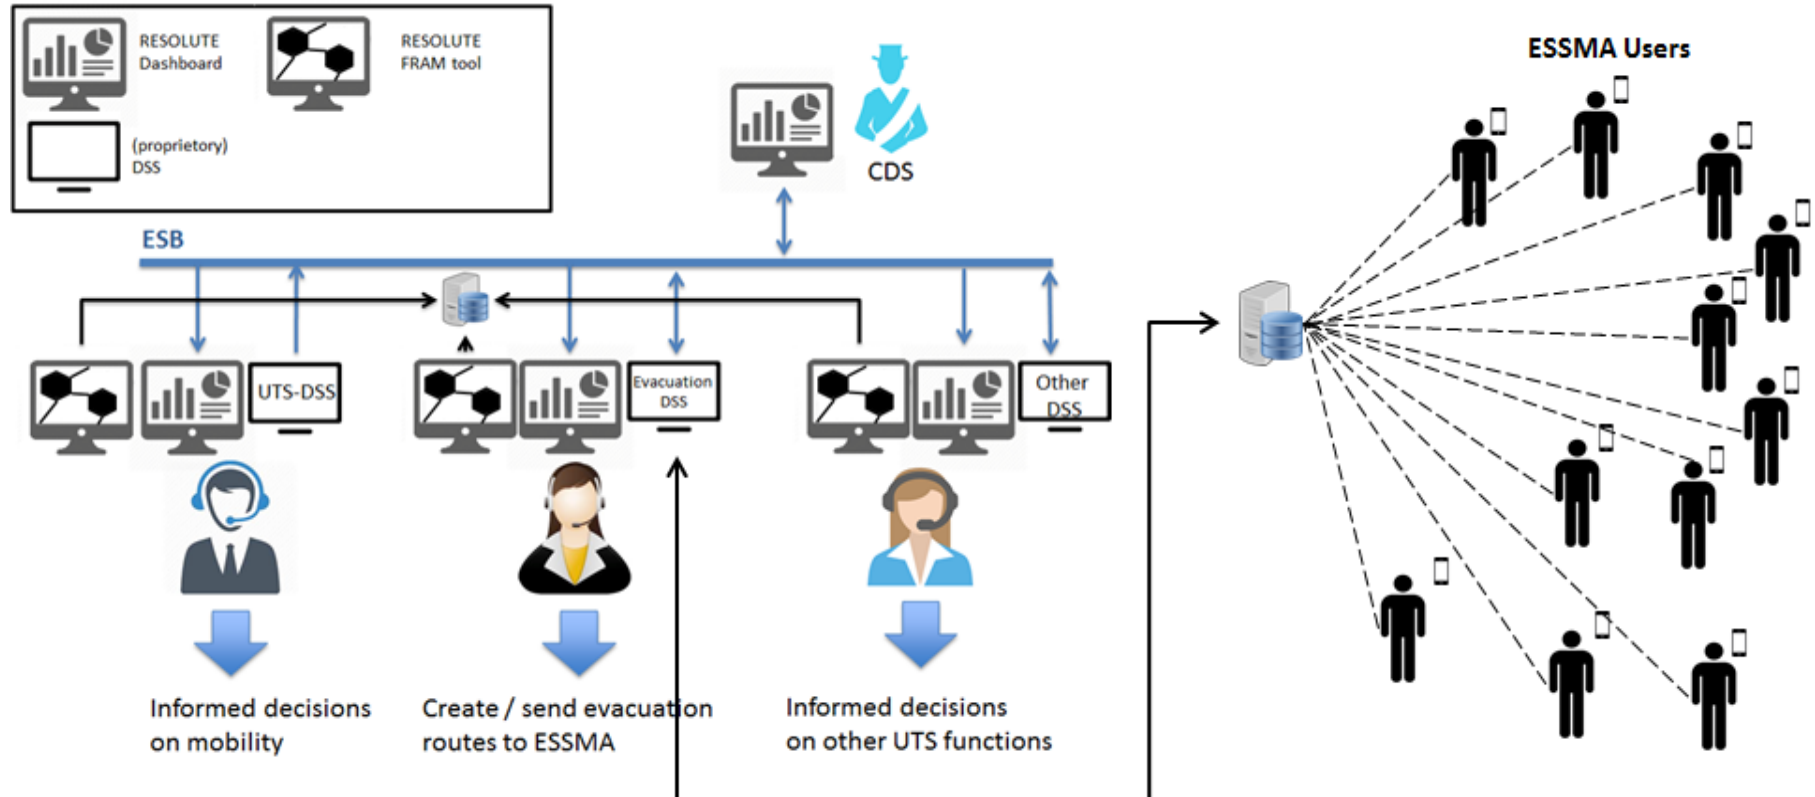 RESOLUTE
Dashboard
RESOLUTE
FRAM tool
(proprietory)
DSS
CDS
ESSMA Users
ESB
UTS-DSS
Evacuation
DSS
Other
DSS
Informed decisions
on mobility
Create / send evacuation
routes to ESSMA
Informed decisions
on other UTS functions